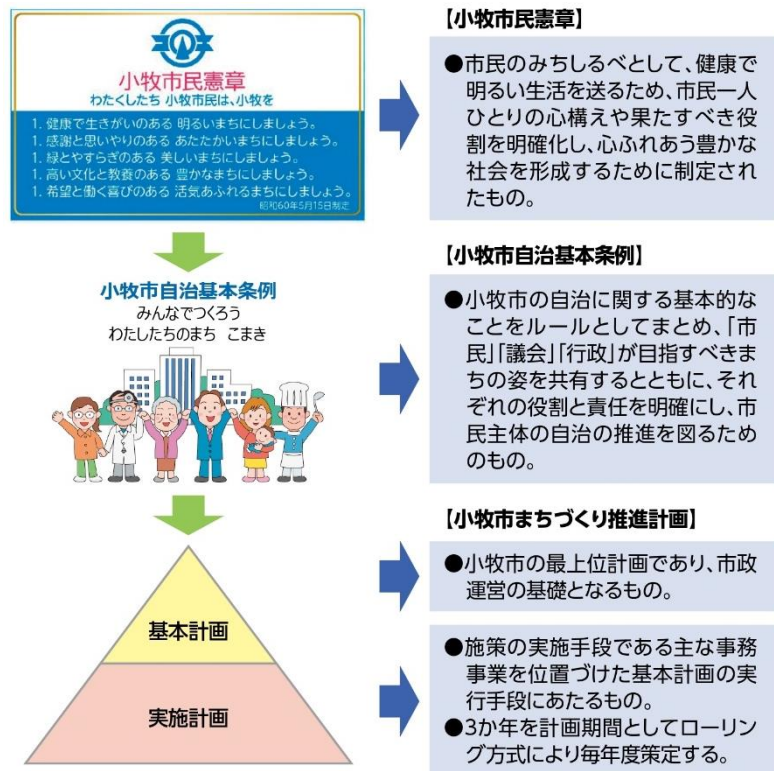 小牧市民憲章
わたくしたち 小牧市民は、小牧を
1. 健康で生きがいのある 明るいまちにしましょう。
1. 感謝と思いやりのある あたたかいまちにしましょう。
1. 緑とやすらぎのある 美しいまちにしましょう。
1. 高い文化と教養のある 豊かなまちにしましょう。
1. 希望と働く喜びのある 活気あふれるまちにしましょう。
昭和60年5月15日制定
【小牧市民憲章】
●市民のみちしるべとして、健康で
明るい生活を送るため、市民一人
ひとりの心構えや果たすべき役
割を明確化し、心ふれあう豊かな
社会を形成するために制定され
たもの。
小牧市自治基本条例
みんなでつくろう
わたしたちのまち こまき
【小牧市自治基本条例】
●小牧市の自治に関する基本的な
ことをルールとしてまとめ、「市
民」「議会」「行政」が目指すべきま
ちの姿を共有するとともに、それ
ぞれの役割と責任を明確にし、市
民主体の自治の推進を図るため
のもの。
基本計画
実施計画
【小牧市まちづくり推進計画】
●小牧市の最上位計画であり、市政
運営の基礎となるもの。
●施策の実施手段である主な事務
事業を位置づけた基本計画の実
行手段にあたるもの。
●3か年を計画期間としてローリン
グ方式により毎年度策定する。